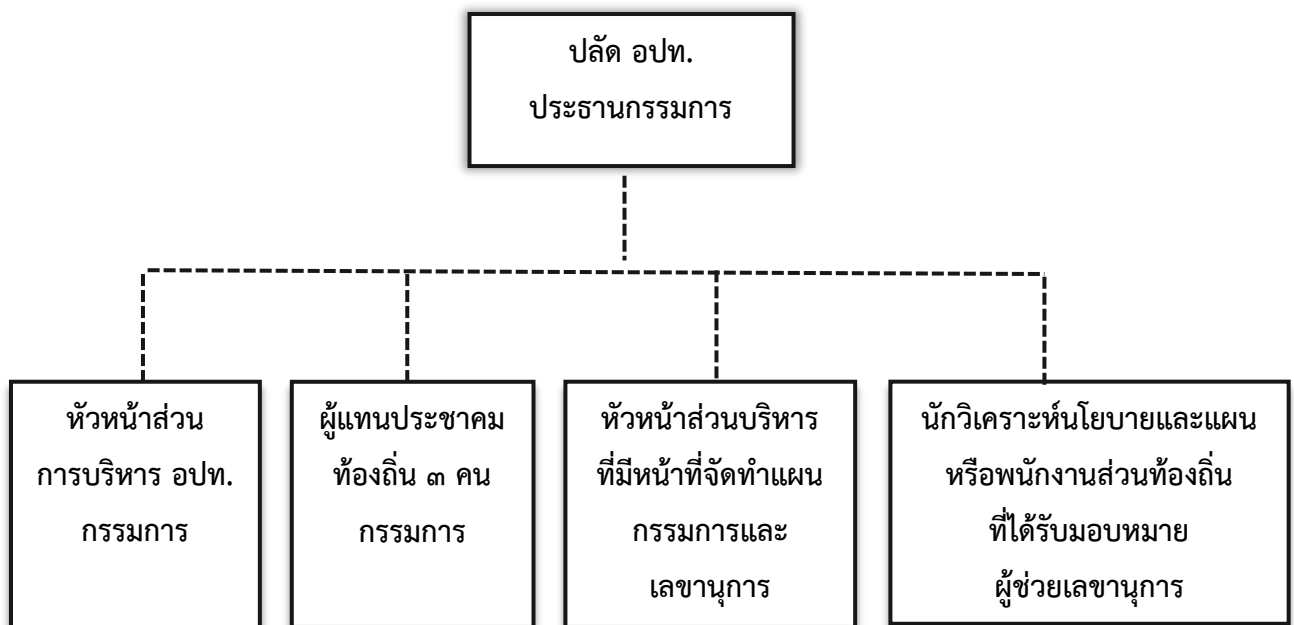 ปลัด อปท.
ประธานกรรมการ
หัวหน้าส่วน
การบริหาร อปท.
กรรมการ
ผู้แทนประชาคม
ท้องถิ่น ๓ คน
กรรมการ
หัวหน้าส่วนบริหาร
ที่มีหน้าที่จัดทำแผน
กรรมการและ
เลขานุการ
นักวิเคราะห์นโยบายและแผน
หรือพนักงานส่วนท้องถิ่น
ที่ได้รับมอบหมาย
ผู้ช่วยเลขานุการ